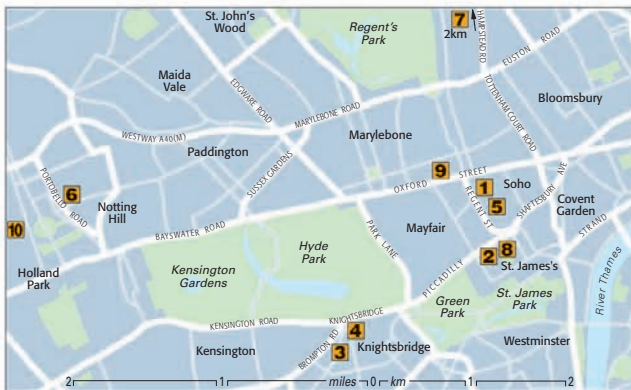 St. John's
Wood
Regent's
Park
7
2km
HAMPSTEAD RD
EUSTON ROAD
Maida
Vale
EDGWARE ROAD
TOTTENHAM COURT ROAD
Bloomsbury
MARYLEBONE ROAD
WESTWAY A40(M)
Marylebone
Paddington
SUSSEX GARDENS
9
OXFORD STREET
1
Soho
SHAFTESBURY AVE
PORTOBELLO ROAD
6
Notting
Hill
REGENT ST
5
Covent
Garden
10
BAYSWATER ROAD
PARK LANE
Mayfair
STRAND
Hyde
Park
2
8
St. James's
Holland
Park
Kensington
Gardens
PICCADILLY
Green
Park
St. James
Park
River Thames
KENSINGTON ROAD
KNIGHTSBRIDGE
BROMPTON RD
4
3
Knightsbridge
Kensington
Westminster
2 1 miles 0 km 1 2